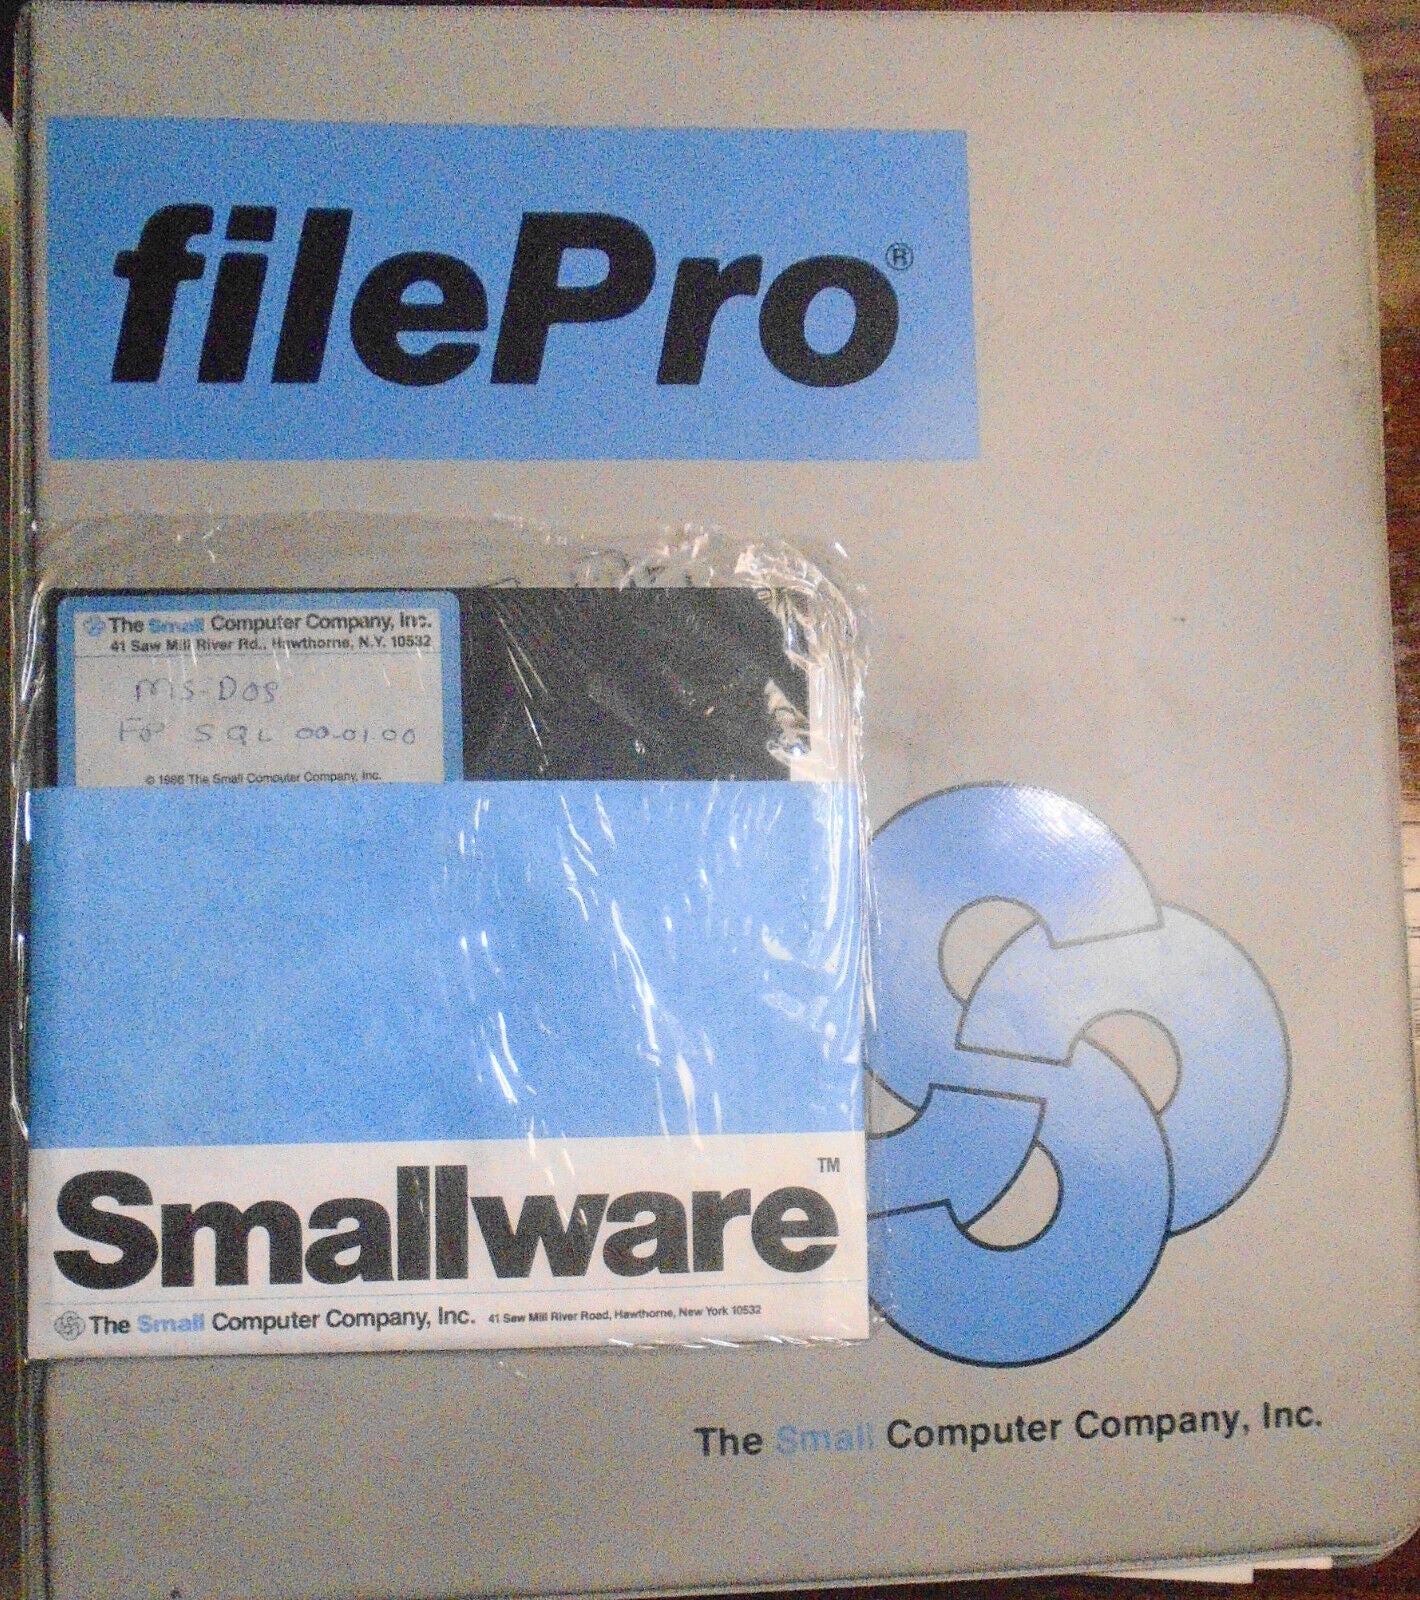 filePro®
The Small Computer Company, Inc.
41 Saw Mill River Rd., Hawthorne, N.Y. 10532
MS-DOS
FOP SQL 00.01.00
The Small Computer Company, Inc.
Smallware™
The Small Computer Company, Inc. 41 Saw Mill River Road, Hawthorne, New York 10532
The Small Computer Company, Inc.